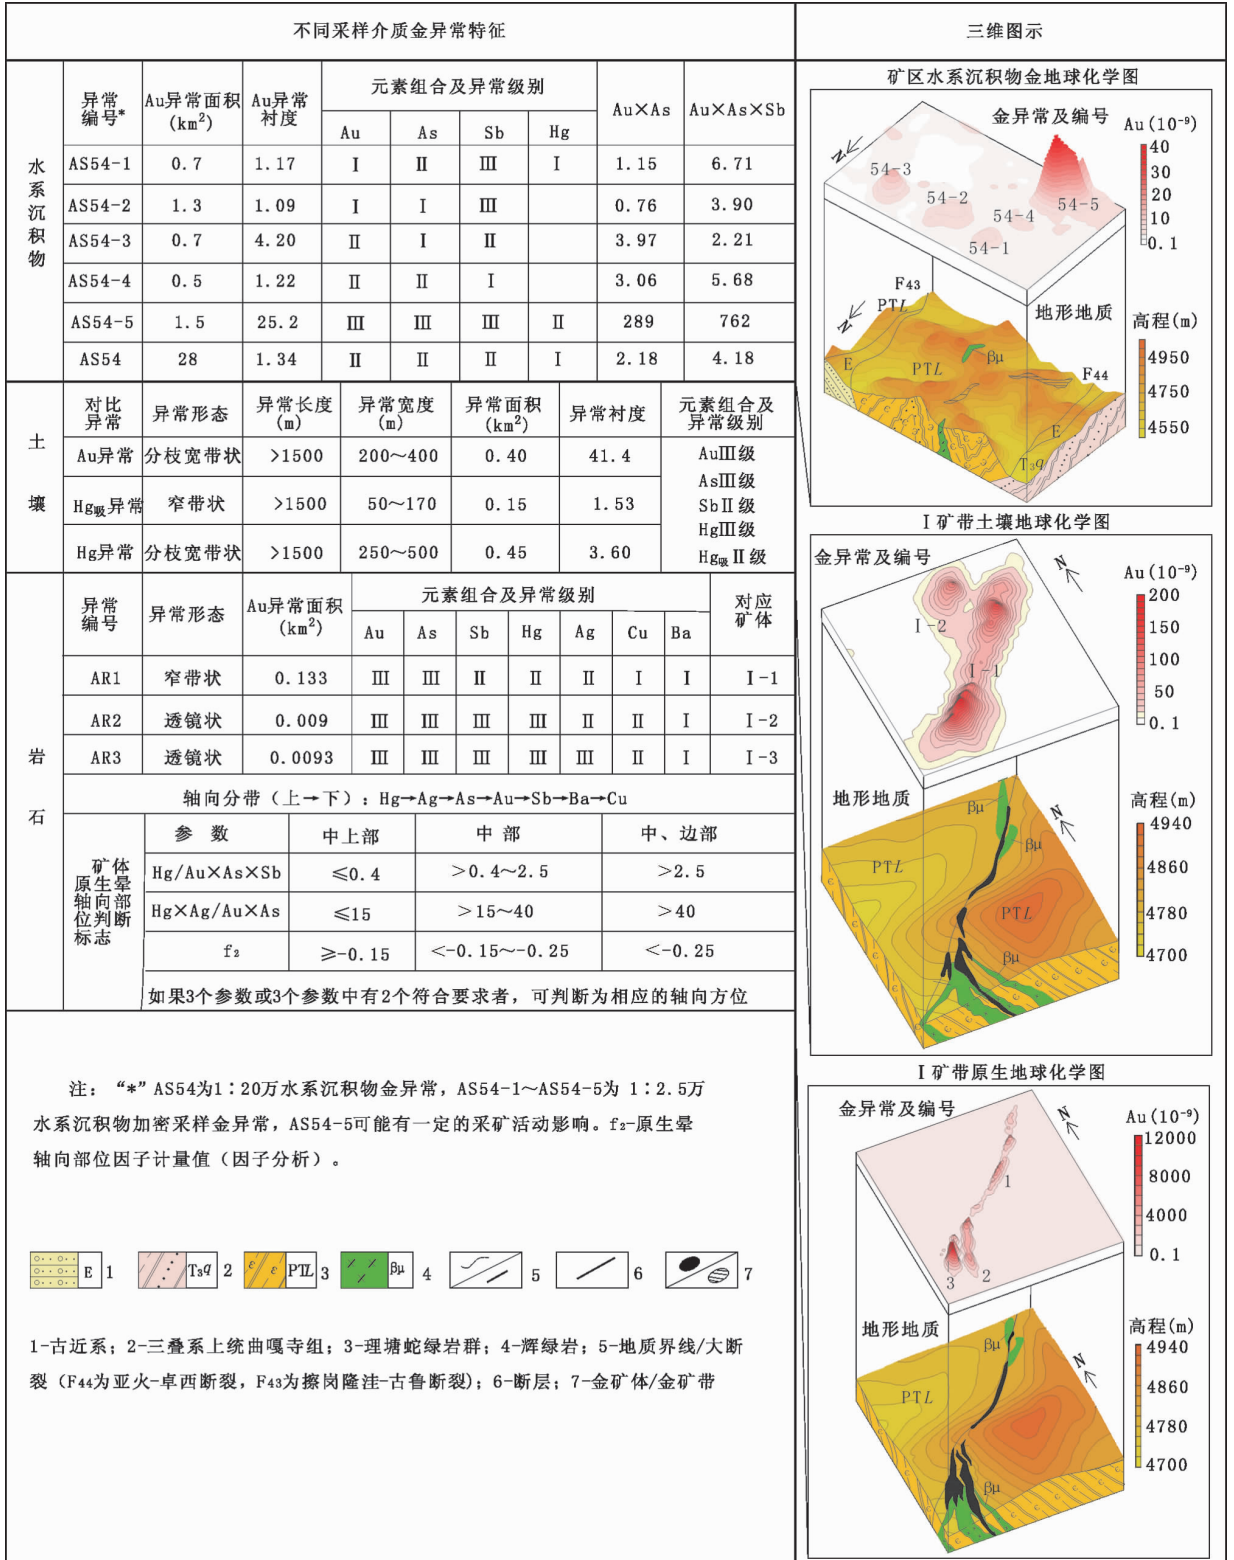 不同采样介质金异常特征
水系沉积物
异常编号* Au异常面积(km²) Au异常衬度 元素组合及异常级别 Au×As Au×As×Sb
Au As Sb Hg
AS54-1 0.7 1.17 Ⅰ Ⅱ Ⅲ Ⅰ 1.15 6.71
AS54-2 1.3 1.09 Ⅰ Ⅰ Ⅲ 0.76 3.90
AS54-3 0.7 4.20 Ⅱ Ⅰ Ⅱ 3.97 2.21
AS54-4 0.5 1.22 Ⅱ Ⅱ Ⅰ 3.06 5.68
AS54-5 1.5 25.2 Ⅲ Ⅲ Ⅲ Ⅱ 289 762
AS54 28 1.34 Ⅱ Ⅱ Ⅱ Ⅰ 2.18 4.18
土壤
对比异常 异常形态 异常长度(m) 异常宽度(m) 异常面积(km²) 异常衬度 元素组合及异常级别
Au异常 分枝宽带状 >1500 200~400 0.40 41.4
Hg吸异常 窄带状 >1500 50~170 0.15 1.53
Hg异常 分枝宽带状 >1500 250~500 0.45 3.60
AuⅢ级
AsⅢ级
SbⅡ级
HgⅢ级
Hg吸Ⅱ级
岩石
异常编号 异常形态 Au异常面积(km²) 元素组合及异常级别 对应矿体
Au As Sb Hg Ag Cu Ba
AR1 窄带状 0.133 Ⅲ Ⅲ Ⅱ Ⅱ Ⅱ Ⅰ Ⅰ Ⅰ-1
AR2 透镜状 0.009 Ⅲ Ⅲ Ⅲ Ⅲ Ⅱ Ⅱ Ⅰ Ⅰ-2
AR3 透镜状 0.0093 Ⅲ Ⅲ Ⅲ Ⅲ Ⅲ Ⅱ Ⅰ Ⅰ-3
轴向分带（上→下）：Hg→Ag→As→Au→Sb→Ba→Cu
矿体原生晕轴向部位判断标志
参 数 中上部 中 部 中、边部
Hg/Au×As×Sb ≤0.4 >0.4~2.5 >2.5
Hg×Ag/Au×As ≤15 >15~40 >40
f₂ ≥-0.15 <-0.15~-0.25 <-0.25
如果3个参数或3个参数中有2个符合要求者，可判断为相应的轴向方位
注：“*”AS54为1∶20万水系沉积物金异常，AS54-1~AS54-5为 1∶2.5万
水系沉积物加密采样金异常，AS54-5可能有一定的采矿活动影响。f₂-原生晕
轴向部位因子计量值（因子分析）。
E 1 T₃q 2 PTL 3 βμ 4 5 6 7
1-古近系；2-三叠系上统曲嘎寺组；3-理塘蛇绿岩群；4-辉绿岩；5-地质界线/大断
裂（F₄₄为亚火-卓西断裂，F₄₃为擦岗隆洼-古鲁断裂）；6-断层；7-金矿体/金矿带
三维图示
矿区水系沉积物金地球化学图
金异常及编号
Au(10⁻⁹)
40
30
20
10
0.1
N
54-3
54-2
54-5
54-4
54-1
F₄₃
PTL
地形地质
N
高程(m)
4950
4750
4550
E
PTL
βμ
F₄₄
E
T₃q
Ⅰ矿带土壤地球化学图
金异常及编号
N
Au(10⁻⁹)
200
150
100
50
0.1
Ⅰ-2
Ⅰ-1
地形地质
N
高程(m)
4940
4860
4780
4700
βμ
βμ
PTL
PTL
βμ
Ⅰ矿带原生地球化学图
金异常及编号
N
Au(10⁻⁹)
12000
8000
4000
0.1
1
2
3
地形地质
N
高程(m)
4940
4860
4780
4700
βμ
PTL
βμ